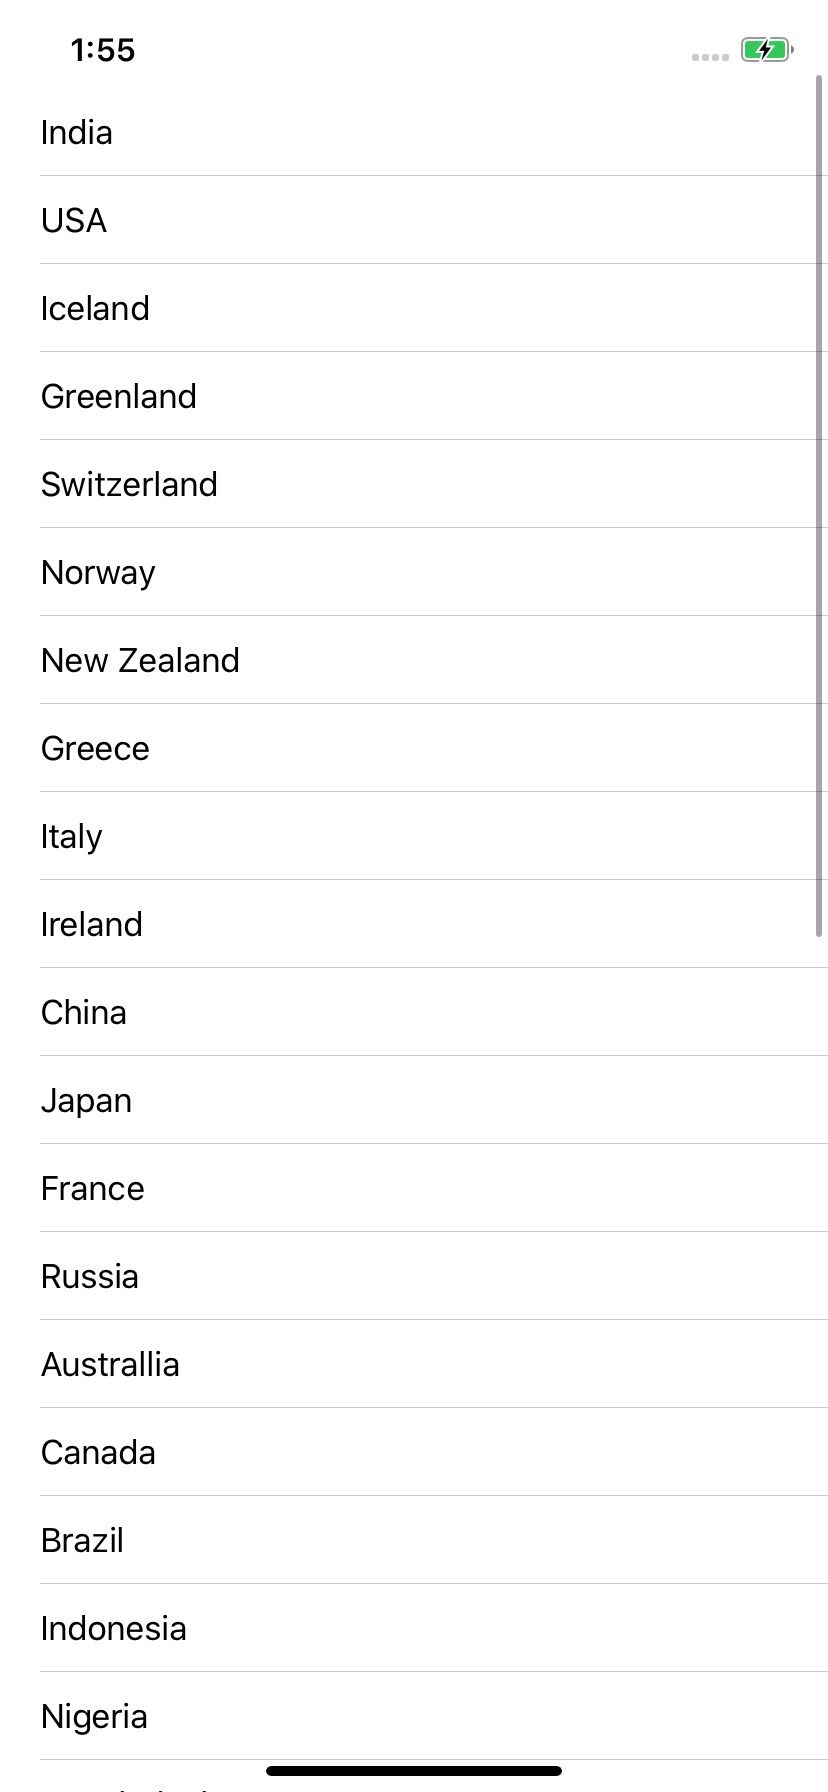 1:55
India
USA
Iceland
Greenland
Switzerland
Norway
New Zealand
Greece
Italy
Ireland
China
Japan
France
Russia
Australlia
Canada
Brazil
Indonesia
Nigeria